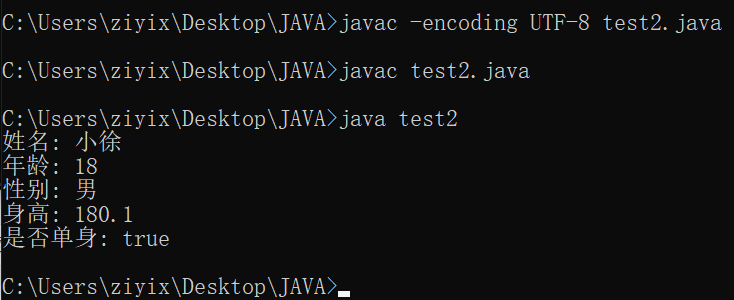 C:\Users\ziyix\Desktop\JAVA>javac -encoding UTF-8 test2.java
C:\Users\ziyix\Desktop\JAVA>javac test2.java
C:\Users\ziyix\Desktop\JAVA>java test2
姓名: 小徐
年龄: 18
性别: 男
身高: 180.1
是否单身: true
C:\Users\ziyix\Desktop\JAVA>